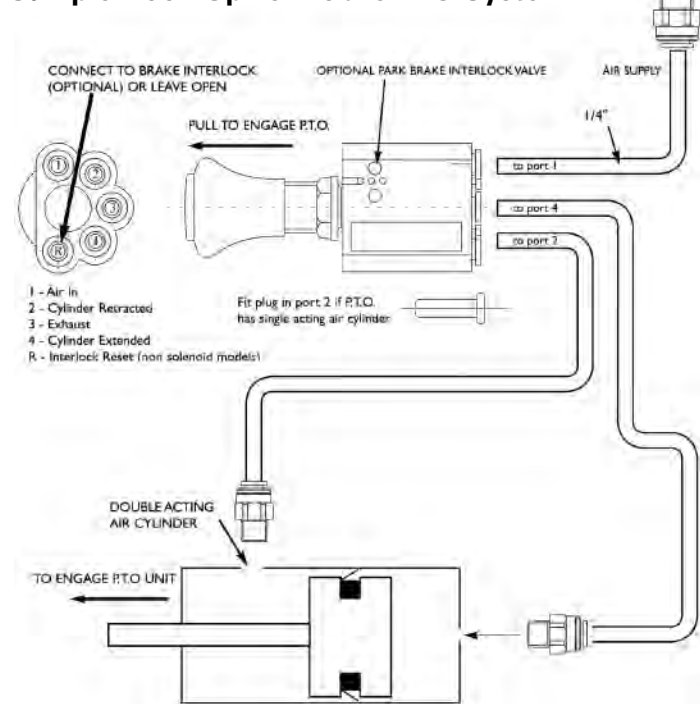 CONNECT TO BRAKE INTERLOCK
(OPTIONAL) OR LEAVE OPEN
OPTIONAL PARK BRAKE INTERLOCK VALVE
AIR SUPPLY
1/4"
PULL TO ENGAGE P.T.O.
1
2
3
4
R
to port 1
to port 4
to port 2
1 - Air In
2 - Cylinder Retracted
3 - Exhaust
4 - Cylinder Extended
R - Interlock Reset (non solenoid models)
Fit plug in port 2 if P.T.O.
has single acting air cylinder
DOUBLE ACTING
AIR CYLINDER
TO ENGAGE P.T.O UNIT